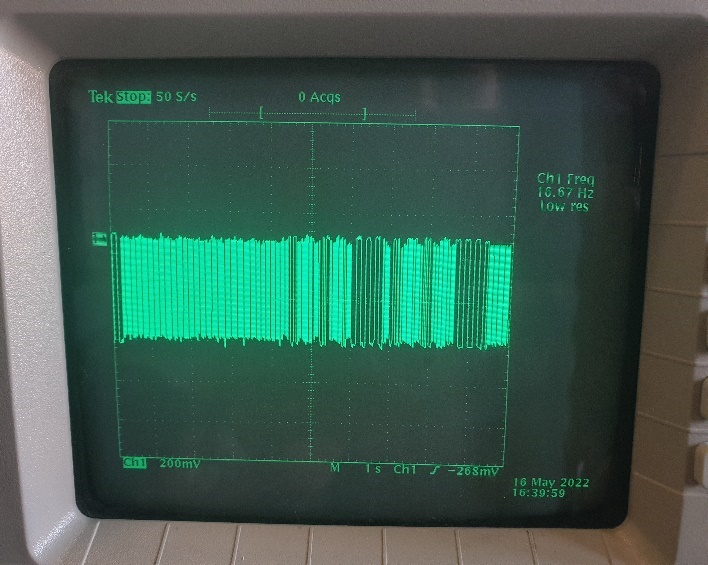 Tek Stop: 50 S/s 0 Acqs
Ch1 Freq
16.67 Hz
Low res
Ch1 200mV M 1s Ch1 -268mV
16 May 2022
16:39:59